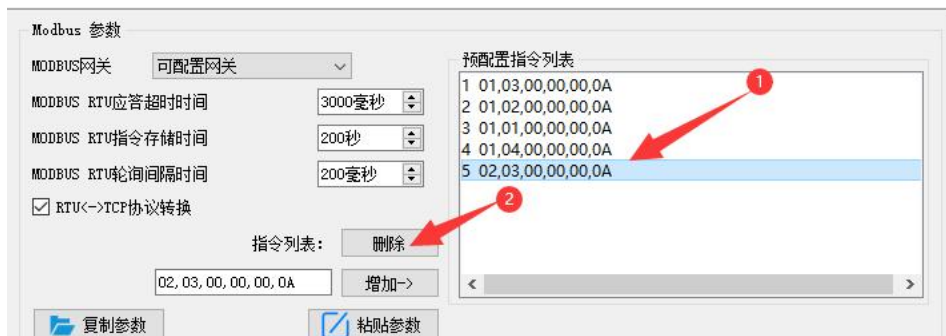 Modbus 参数
MODBUS网关 可配置网关
MODBUS RTU应答超时时间 3000毫秒
MODBUS RTU指令存储时间 200秒
MODBUS RTU轮询间隔时间 200毫秒
RTU<->TCP协议转换
指令列表: 删除
02,03,00,00,00,0A 增加->
复制参数 粘贴参数
预配置指令列表
1 01,03,00,00,00,0A
2 01,02,00,00,00,0A
3 01,01,00,00,00,0A
4 01,04,00,00,00,0A
5 02,03,00,00,00,0A
1
2